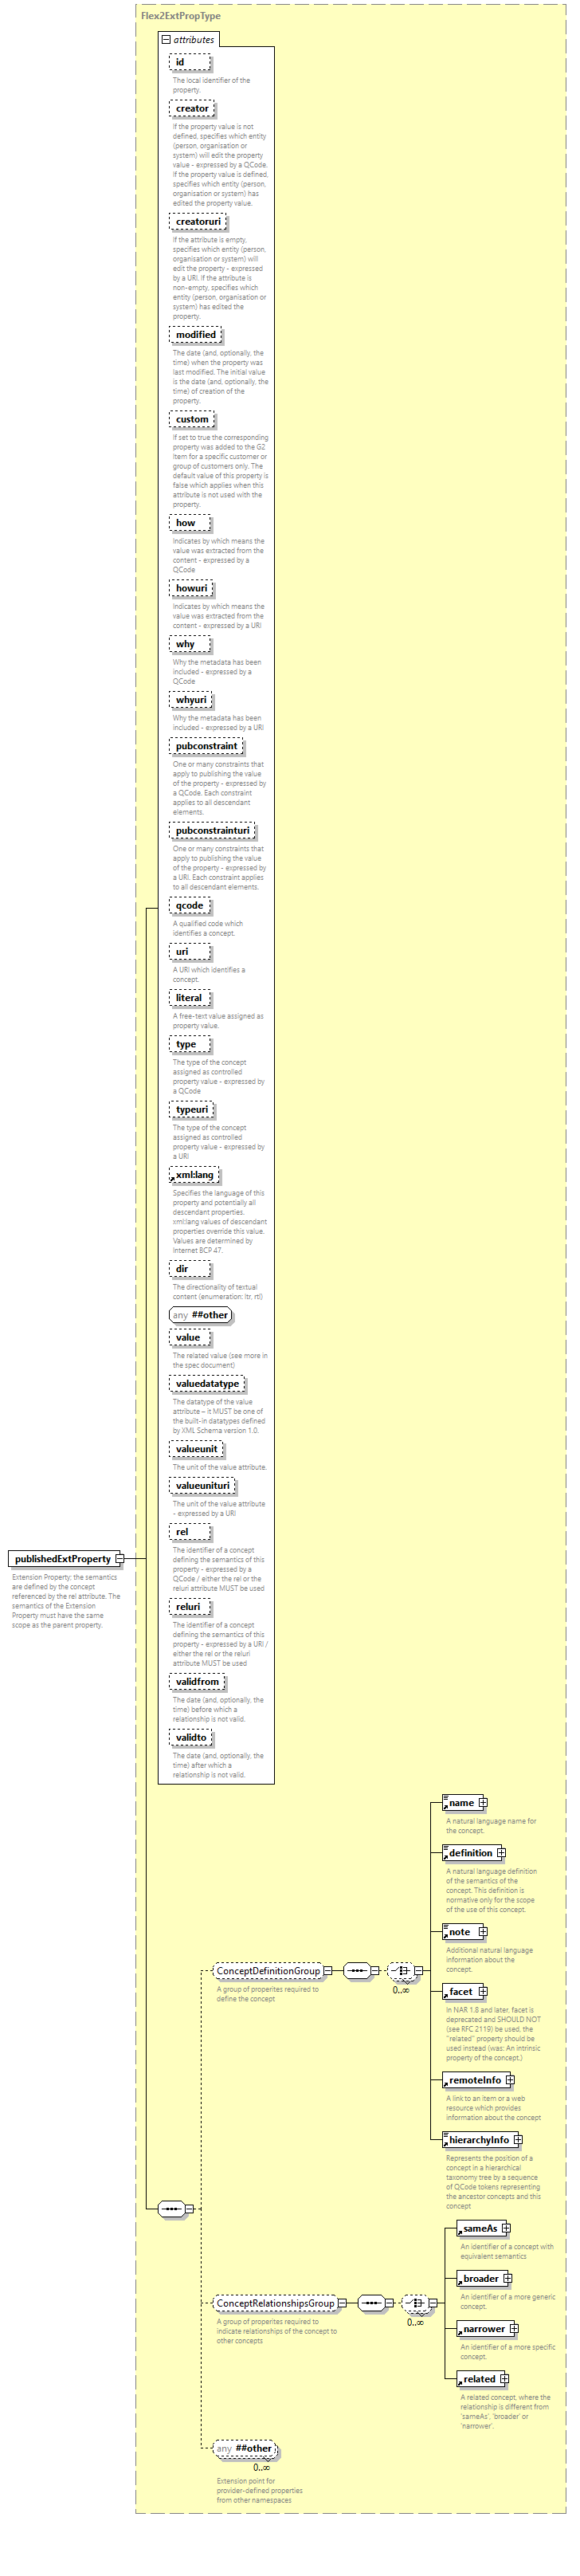 Flex2ExtPropType
attributes
id
The local identifier of the
property.
creator
If the property value is not
defined, specifies which entity
(person, organisation or
system) will edit the property
value - expressed by a QCode.
If the property value is defined,
specifies which entity (person,
organisation or system) has
edited the property value.
creatoruri
If the attribute is empty,
specifies which entity (person,
organisation or system) will
edit the property - expressed
by a URI. If the attribute is
non-empty, specifies which
entity (person, organisation or
system) has edited the
property.
modified
The date (and, optionally, the
time) when the property was
last modified. The initial value
is the date (and, optionally, the
time) of creation of the
property.
custom
If set to true the corresponding
property was added to the G2
Item for a specific customer or
group of customers only. The
default value of this property is
false which applies when this
attribute is not used with the
property.
how
Indicates by which means the
value was extracted from the
content - expressed by a
QCode
howuri
Indicates by which means the
value was extracted from the
content - expressed by a URI
why
Why the metadata has been
included - expressed by a
QCode
whyuri
Why the metadata has been
included - expressed by a URI
pubconstraint
One or many constraints that
apply to publishing the value
of the property - expressed by
a QCode. Each constraint
applies to all descendant
elements.
pubconstrainturi
One or many constraints that
apply to publishing the value
of the property - expressed by
a URI. Each constraint applies
to all descendant elements.
qcode
A qualified code which
identifies a concept.
uri
A URI which identifies a
concept.
literal
A free-text value assigned as
property value.
type
The type of the concept
assigned as controlled
property value - expressed by
a QCode
typeuri
The type of the concept
assigned as controlled
property value - expressed by
a URI
xml:lang
Specifies the language of this
property and potentially all
descendant properties.
xml:lang values of descendant
properties override this value.
Values are determined by
Internet BCP 47.
dir
The directionality of textual
content (enumeration: ltr, rtl)
any ##other
value
The related value (see more in
the spec document)
valuedatatype
The datatype of the value
attribute – it MUST be one of
the built-in datatypes defined
by XML Schema version 1.0.
valueunit
The unit of the value attribute.
valueunituri
The unit of the value attribute
- expressed by a URI
rel
The identifier of a concept
defining the semantics of this
property - expressed by a
QCode / either the rel or the
reluri attribute MUST be used
reluri
The identifier of a concept
defining the semantics of this
property - expressed by a URI /
either the rel or the reluri
attribute MUST be used
validfrom
The date (and, optionally, the
time) before which a
relationship is not valid.
validto
The date (and, optionally, the
time) after which a
relationship is not valid.
publishedExtProperty
Extension Property: the semantics
are defined by the concept
referenced by the rel attribute. The
semantics of the Extension
Property must have the same
scope as the parent property.
ConceptDefinitionGroup
A group of properites required to
define the concept
0..∞
name
A natural language name for
the concept.
definition
A natural language definition
of the semantics of the
concept. This definition is
normative only for the scope
of the use of this concept.
note
Additional natural language
information about the
concept.
facet
In NAR 1.8 and later, facet is
deprecated and SHOULD NOT
(see RFC 2119) be used, the
"related" property should be
used instead (was: An intrinsic
property of the concept.)
remoteInfo
A link to an item or a web
resource which provides
information about the concept
hierarchyInfo
Represents the position of a
concept in a hierarchical
taxonomy tree by a sequence
of QCode tokens representing
the ancestor concepts and this
concept
ConceptRelationshipsGroup
A group of properites required to
indicate relationships of the concept to
other concepts
0..∞
sameAs
An identifier of a concept with
equivalent semantics
broader
An identifier of a more generic
concept.
narrower
An identifier of a more specific
concept.
related
A related concept, where the
relationship is different from
'sameAs', 'broader' or
'narrower'.
any ##other
0..∞
Extension point for
provider-defined properties
from other namespaces